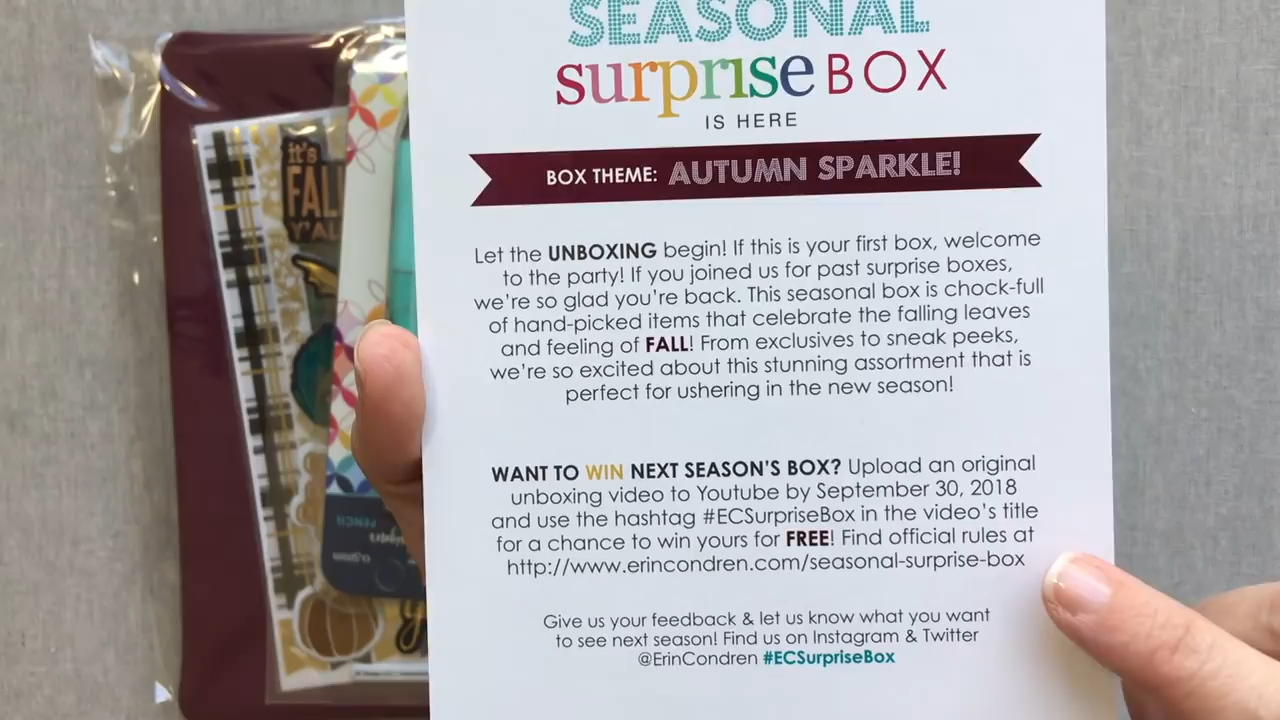 SEASONAL
surprise BOX
IS HERE
BOX THEME: AUTUMN SPARKLE!
Let the UNBOXING begin! If this is your first box, welcome
to the party! If you joined us for past surprise boxes,
we're so glad you're back. This seasonal box is chock-full
of hand-picked items that celebrate the falling leaves
and feeling of FALL! From exclusives to sneak peeks,
we're so excited about this stunning assortment that is
perfect for ushering in the new season!
WANT TO WIN NEXT SEASON'S BOX? Upload an original
unboxing video to Youtube by September 30, 2018
and use the hashtag #ECSurpriseBox in the video's title
for a chance to win yours for FREE! Find official rules at
http://www.erincondren.com/seasonal-surprise-box
Give us your feedback & let us know what you want
to see next season! Find us on Instagram & Twitter
@ErinCondren #ECSurpriseBox
it's
FALL
Y'ALL